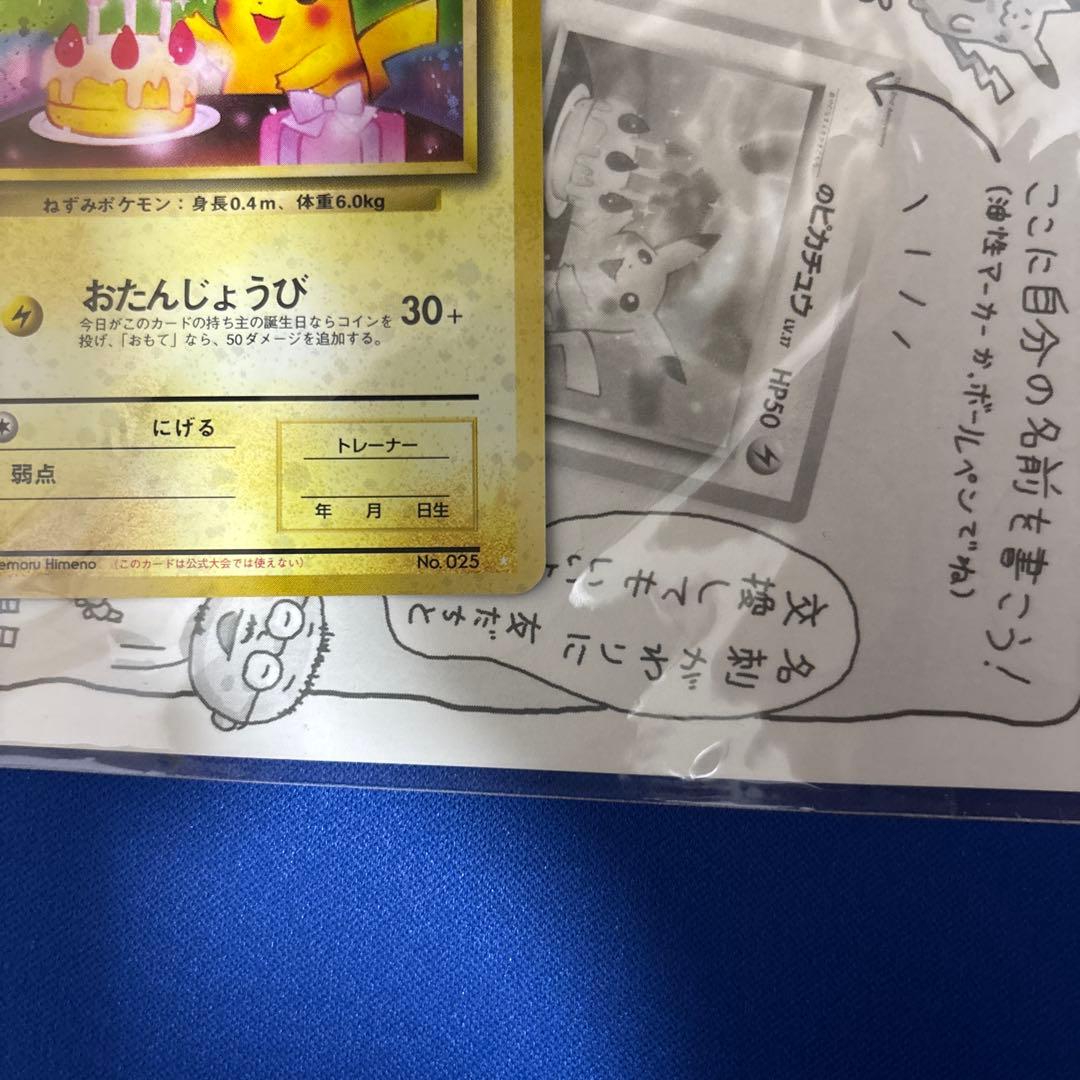 ねずみポケモン：身長0.4m、体重6.0kg
おたんじょうび
30+
今日がこのカードの持ち主の誕生日ならコインを
投げ、「おもて」なら、50ダメージを追加する。
にげる
弱点
トレーナー
年 月 日生
emoru Himeno
（このカードは公式大会では使えない）
No. 025
のピカチュウ LV.17 HP50
ここに自分の名前を書こう！
(油性マーカーか、ボールペンでね)
名刺がわりに友だちと
交換してもいい